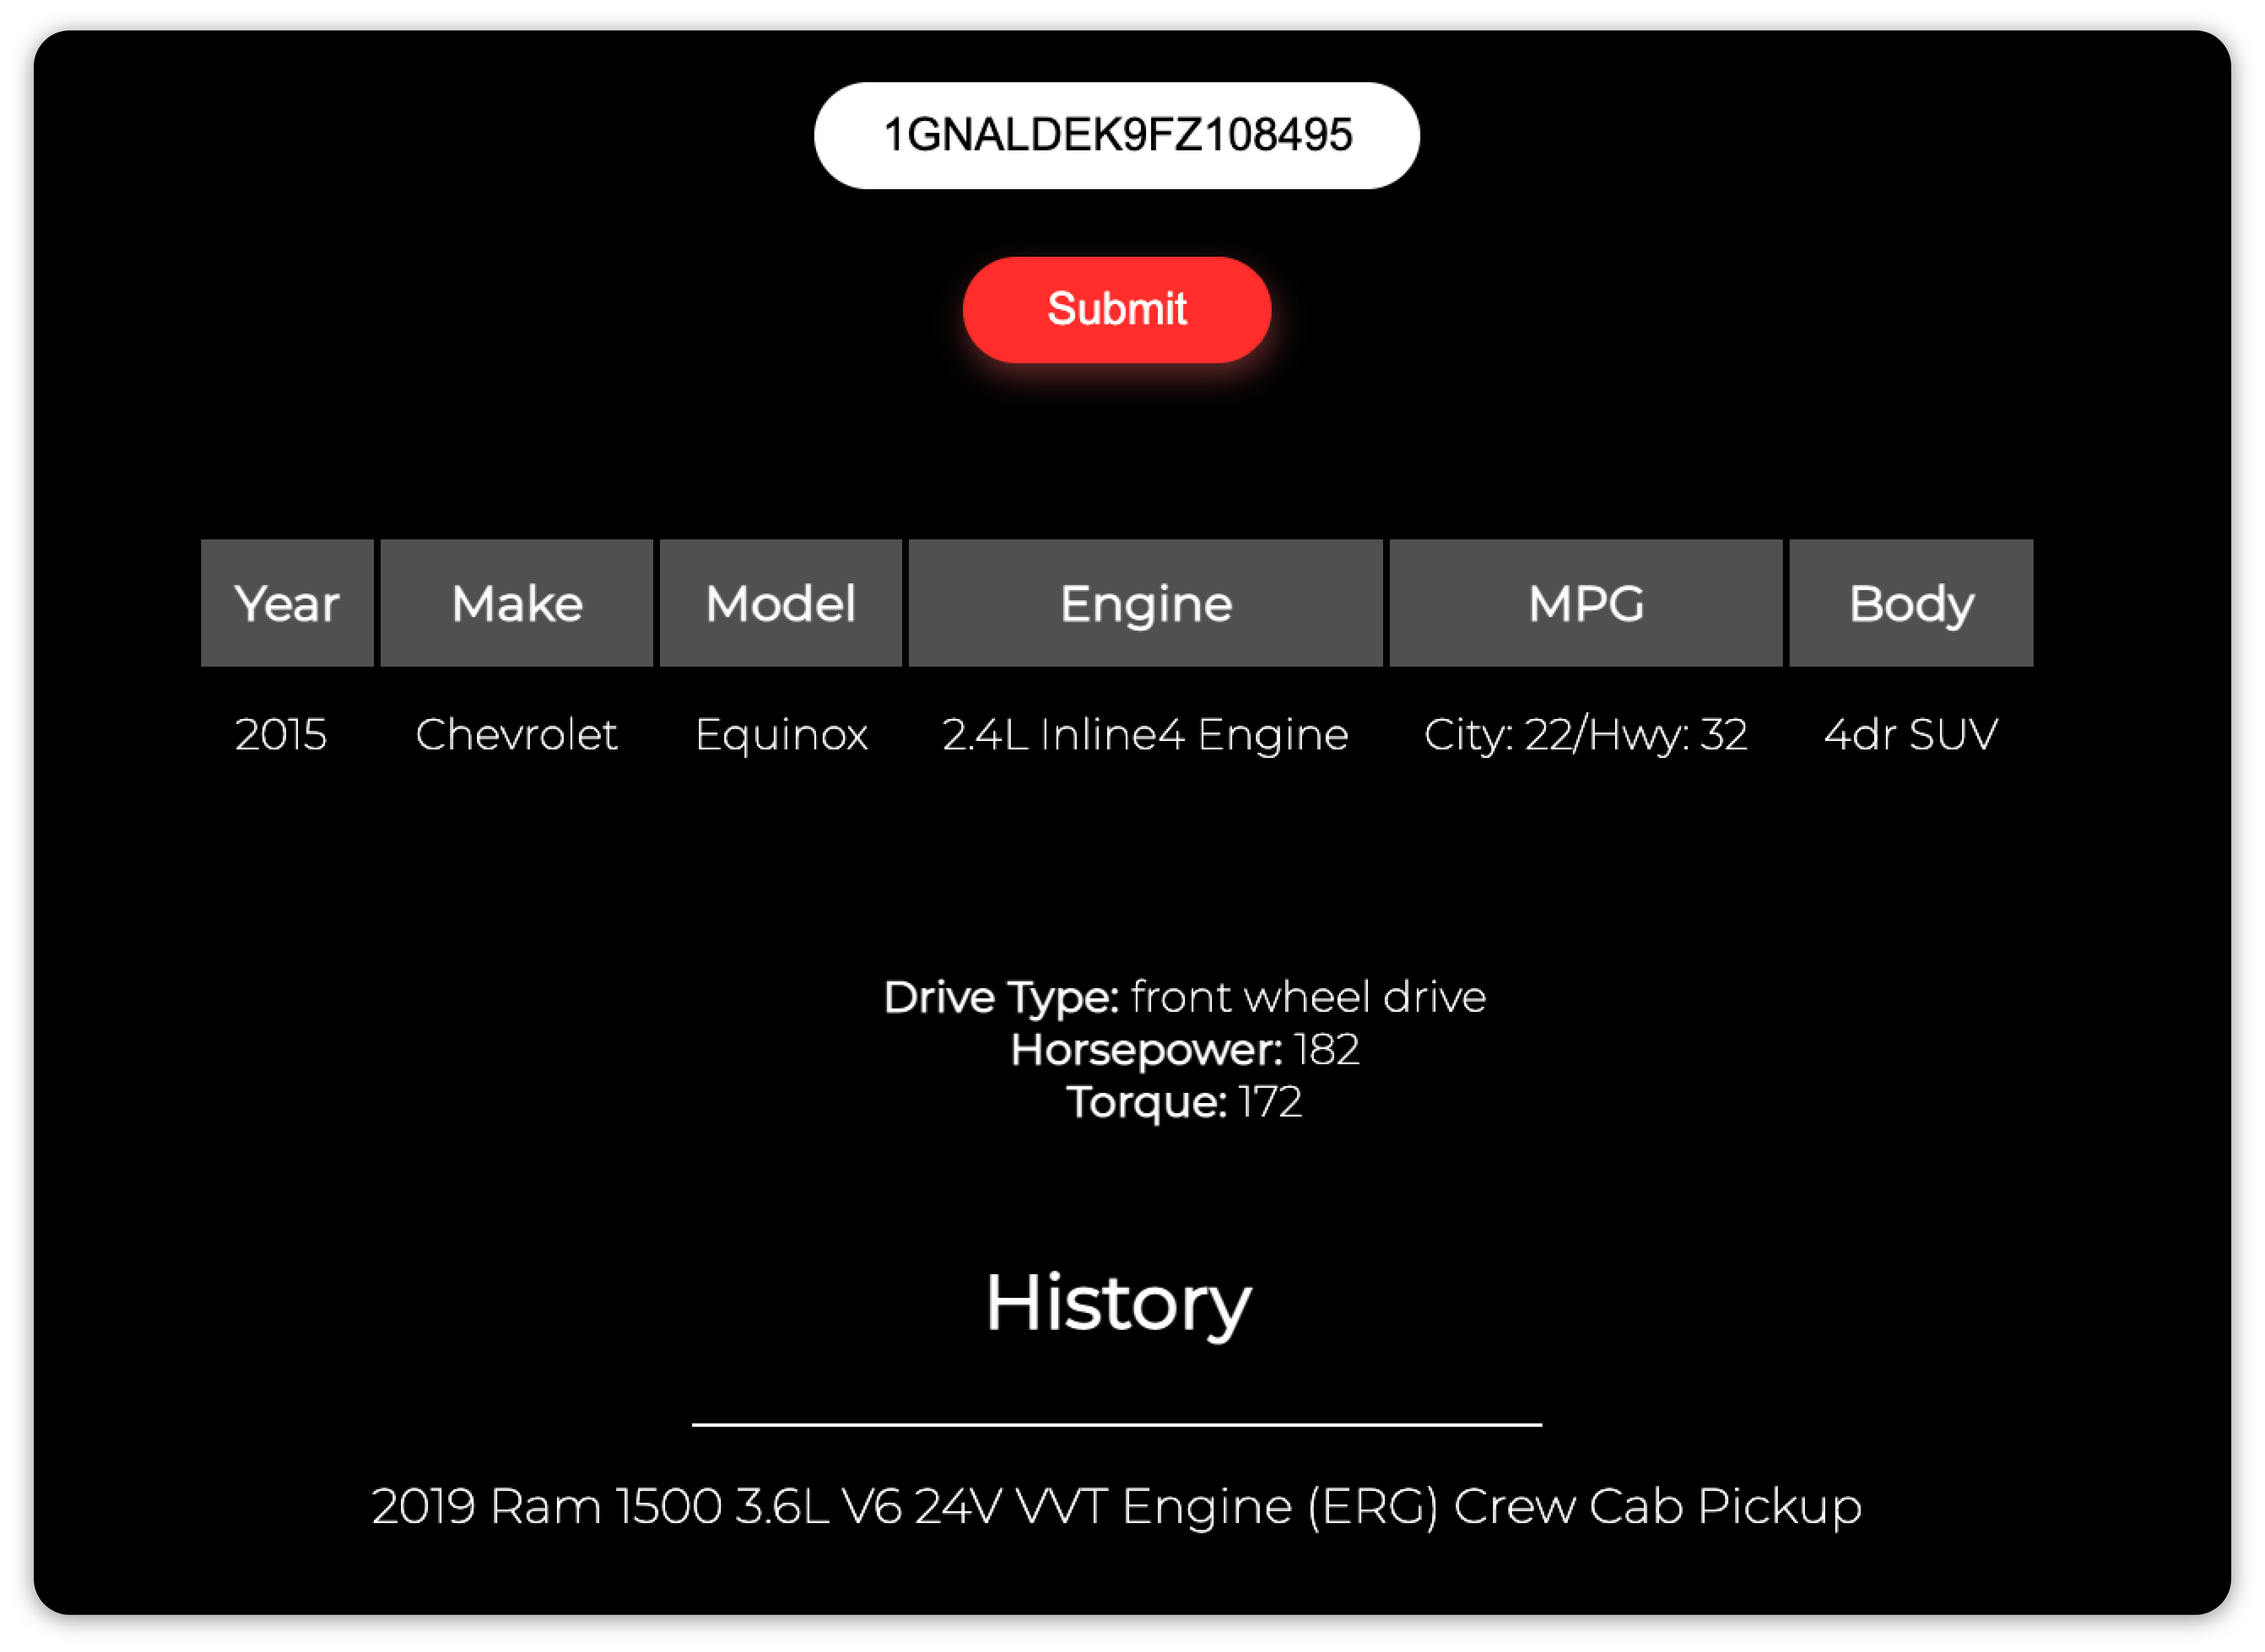 1GNALDEK9FZ108495
Submit
Year Make Model Engine MPG Body
2015 Chevrolet Equinox 2.4L Inline4 Engine City: 22/Hwy: 32 4dr SUV
Drive Type: front wheel drive
Horsepower: 182
Torque: 172
History
2019 Ram 1500 3.6L V6 24V VVT Engine (ERG) Crew Cab Pickup